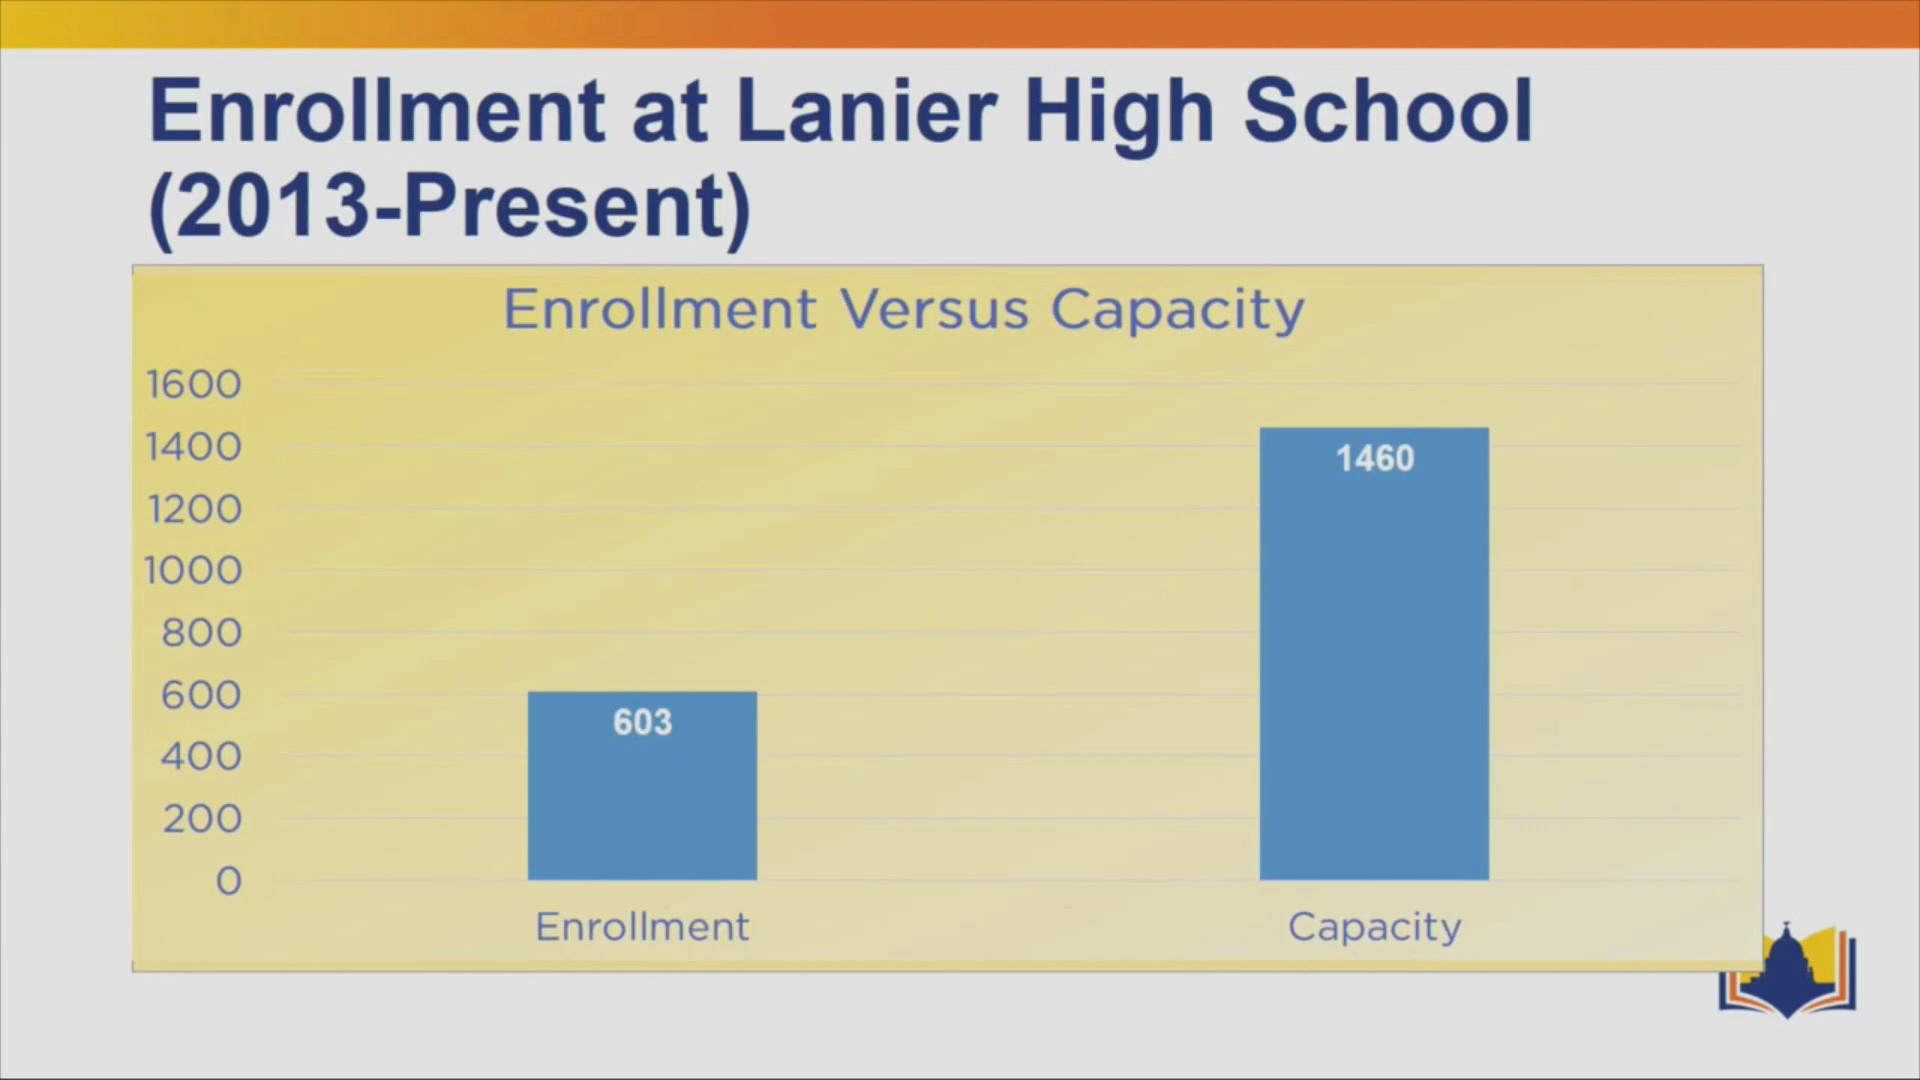 Enrollment at Lanier High School
(2013-Present)
Enrollment Versus Capacity
1600
1400
1200
1000
800
600
400
200
0
603
1460
Enrollment
Capacity